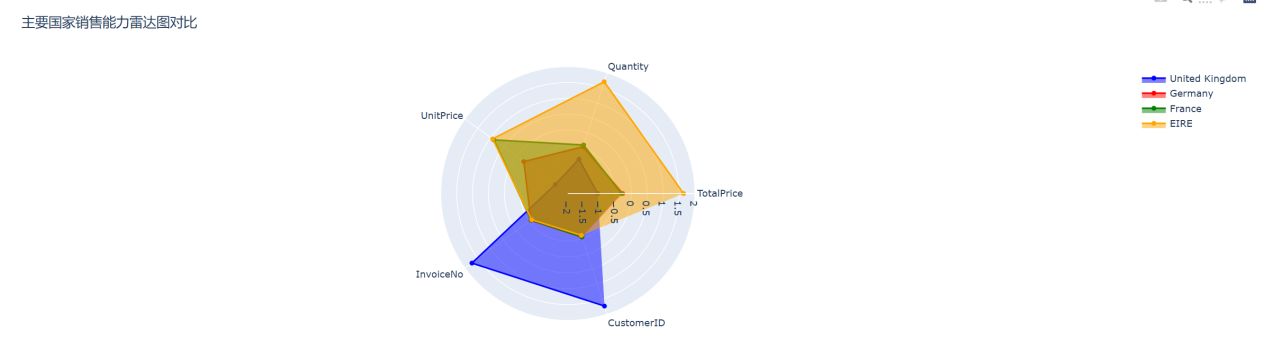 主要国家销售能力雷达图对比
Quantity
UnitPrice
TotalPrice
InvoiceNo
CustomerID
−2
−1.5
−1
−0.5
0
0.5
1
1.5
2
United Kingdom
Germany
France
EIRE